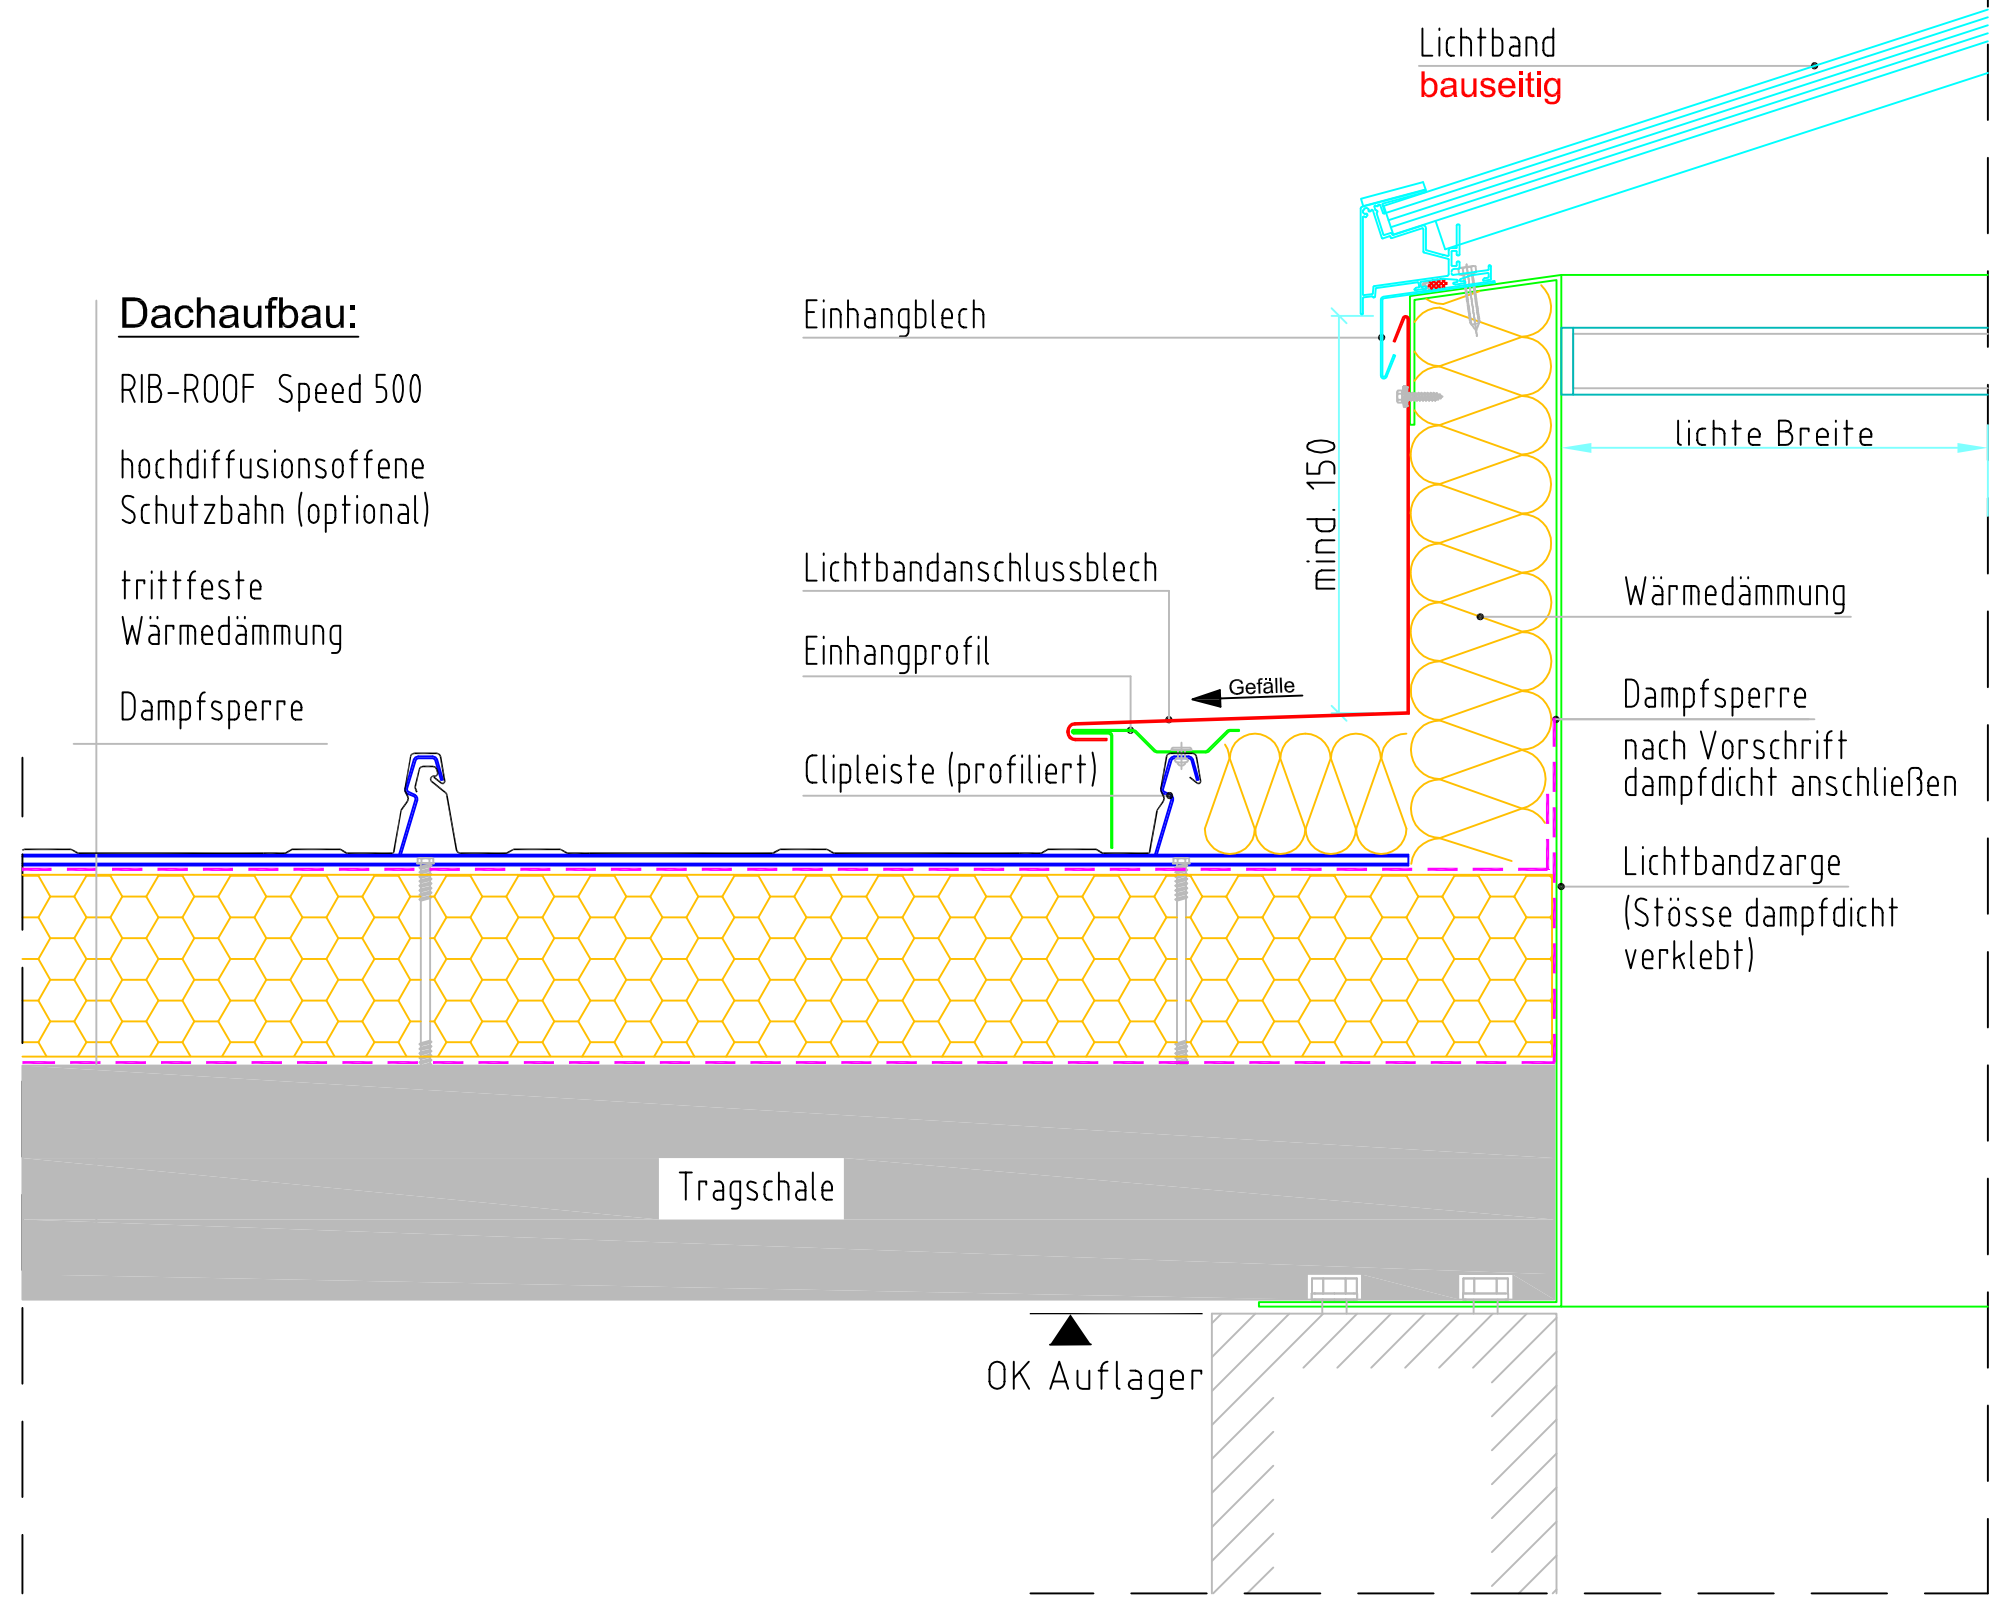 Lichtband
bauseitig
Dachaufbau:
RIB-ROOF Speed 500
hochdiffusionsoffene
Schutzbahn (optional)
trittfeste
Wärmedämmung
Dampfsperre
Einhangblech
Lichtbandanschlussblech
Einhangprofil
Clipleiste (profiliert)
Gefälle
mind. 150
lichte Breite
Wärmedämmung
Dampfsperre
nach Vorschrift
dampfdicht anschließen
Lichtbandzarge
(Stösse dampfdicht
verklebt)
Tragschale
OK Auflager